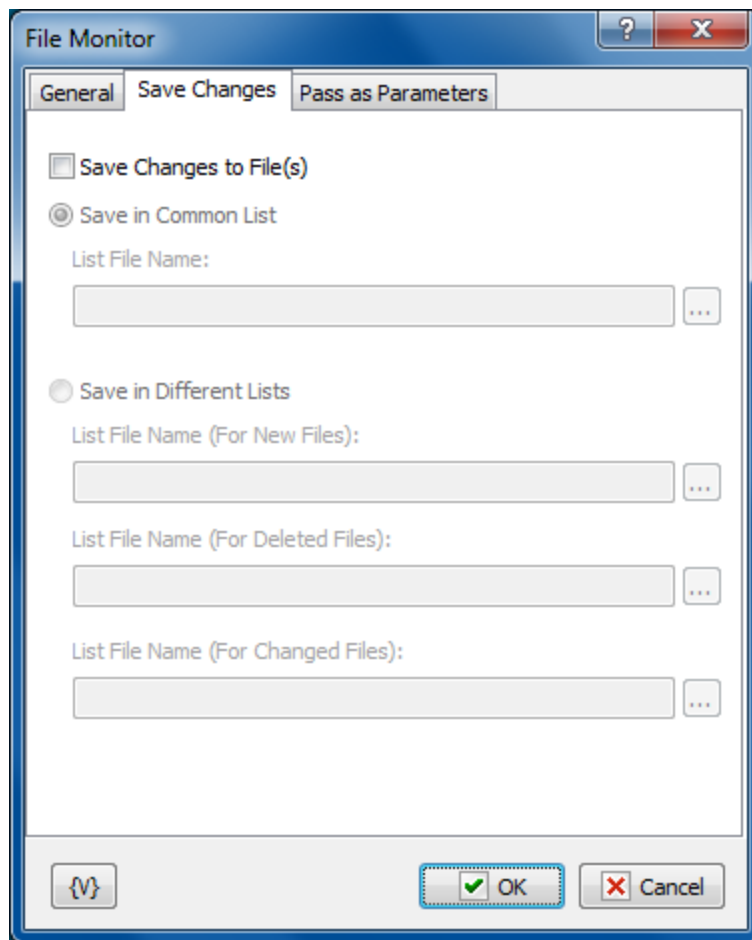 File Monitor
?
General Save Changes Pass as Parameters
Save Changes to File(s)
Save in Common List
List File Name:
...
Save in Different Lists
List File Name (For New Files):
...
List File Name (For Deleted Files):
...
List File Name (For Changed Files):
...
{V} OK Cancel